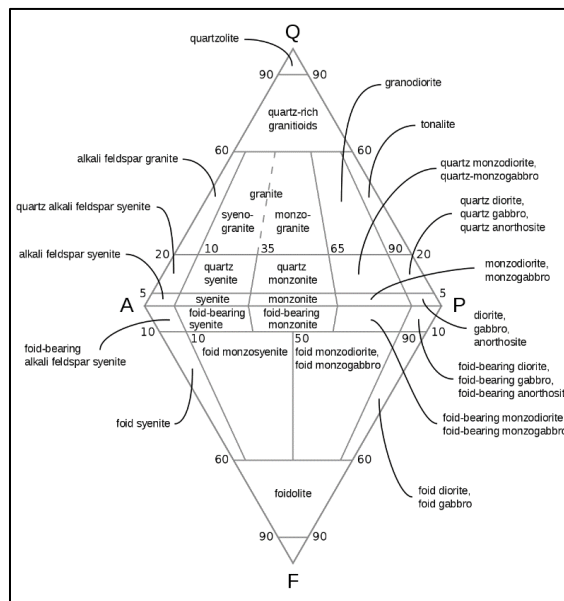 Q
quartzolite
90 90
granodiorite
quartz-rich
granitioids
tonalite
60 60
alkali feldspar granite
quartz monzodiorite,
quartz-monzogabbro
granite
quartz alkali feldspar syenite
syeno-
granite
monzo-
granite
quartz diorite,
quartz gabbro,
quartz anorthosite
20 10 35 65 90 20
alkali feldspar syenite
quartz
syenite
quartz
monzonite
monzodiorite,
monzogabbro
5 5
A syenite monzonite P
foid-bearing
syenite
foid-bearing
monzonite
diorite,
gabbro,
anorthosite
10 10 50 90 10
foid-bearing
alkali feldspar syenite
foid monzosyenite
foid monzodiorite,
foid monzogabbro
foid-bearing diorite,
foid-bearing gabbro,
foid-bearing anorthosit
foid syenite
foid-bearing monzodiorite
foid-bearing monzogabbro
60 60
foidolite
foid diorite,
foid gabbro
90 90
F